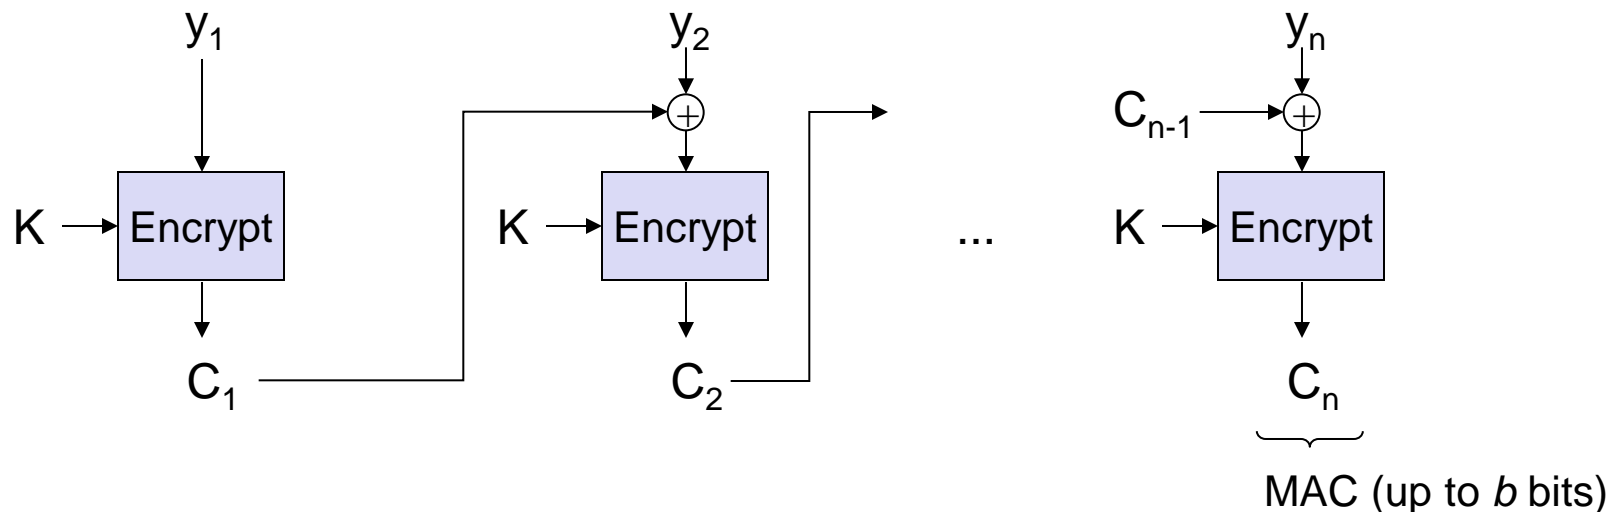 y₁ y₂ yₙ
+ + Cₙ₋₁
K Encrypt K Encrypt ... K Encrypt
C₁ C₂ Cₙ
MAC (up to b bits)